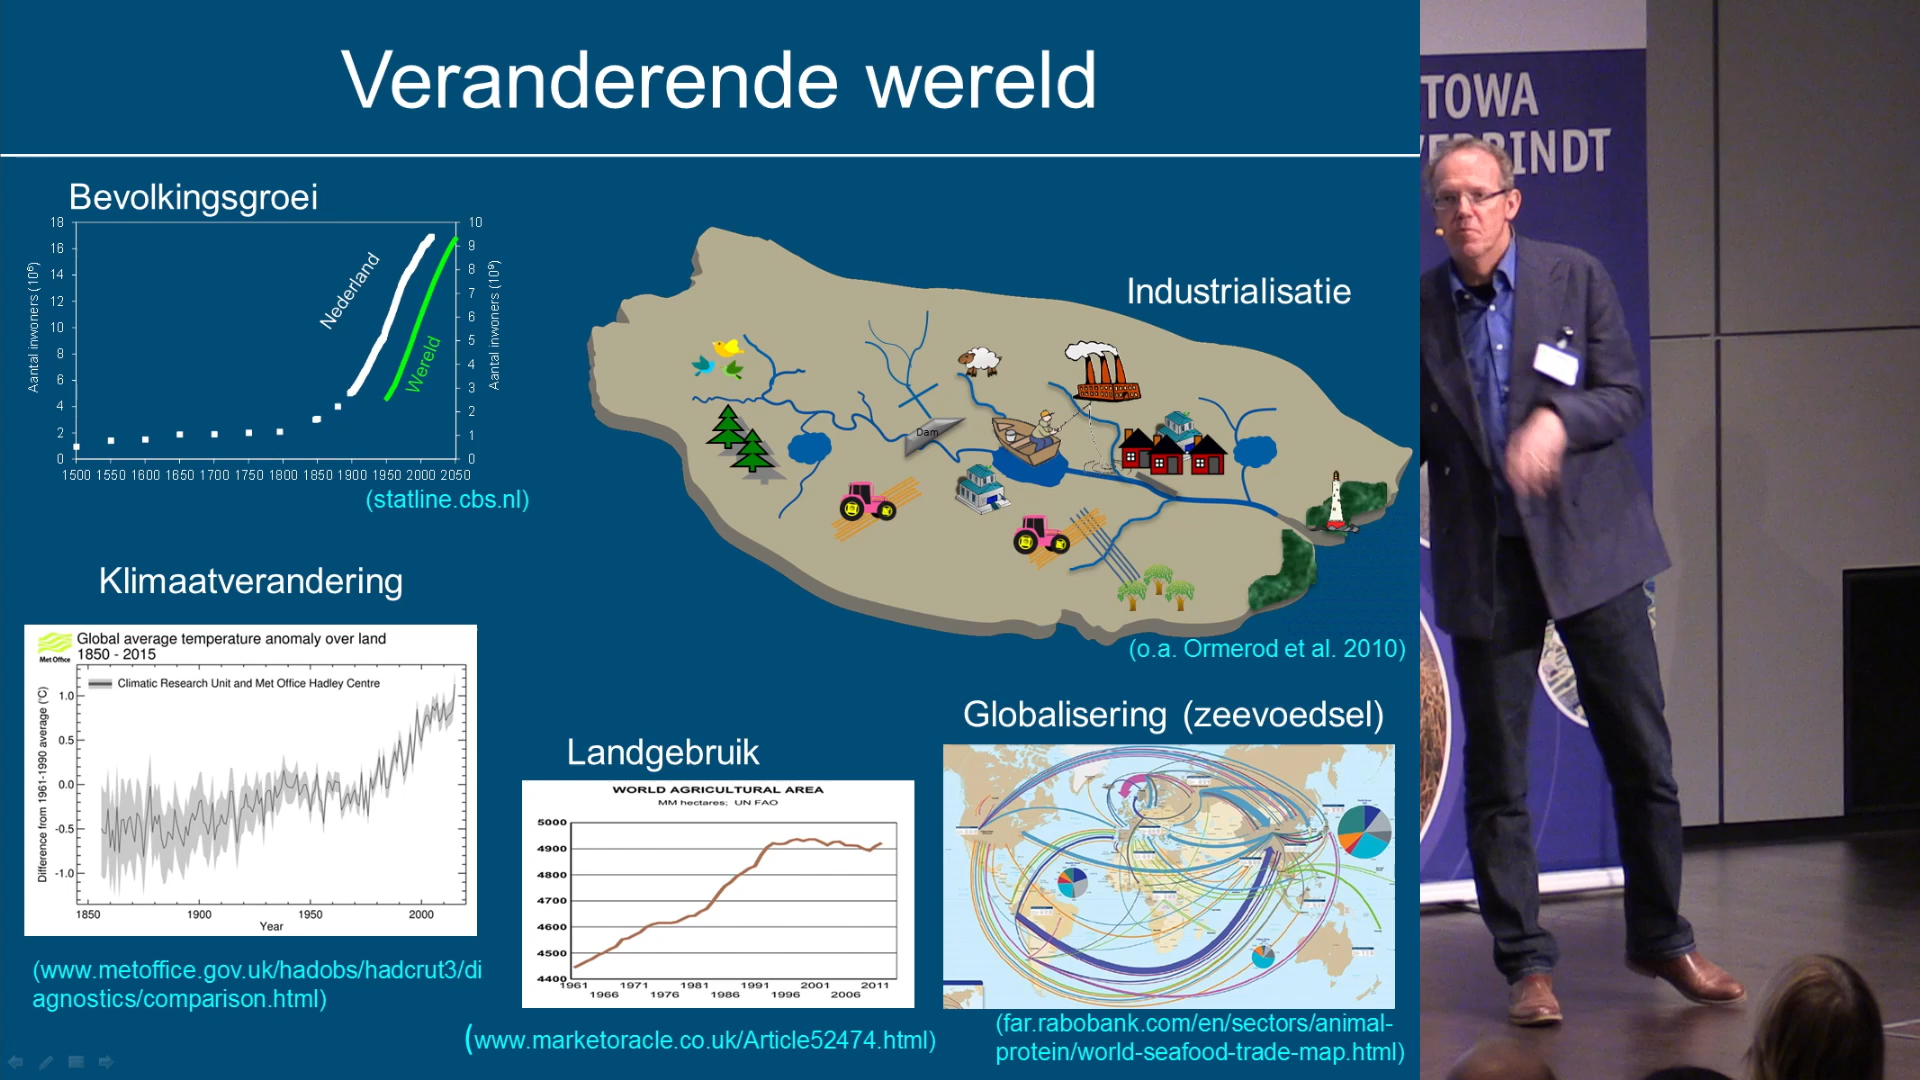 Veranderende wereld
Bevolkingsgroei
18
16
14
12
10
8
6
4
2
0
Aantal inwoners (10⁶)
10
9
8
7
6
5
4
3
2
1
0
Aantal inwoners (10⁹)
Nederland
Wereld
1500 1550 1600 1650 1700 1750 1800 1850 1900 1950 2000 2050
(statline.cbs.nl)
Industrialisatie
Dam
(o.a. Ormerod et al. 2010)
Klimaatverandering
Met Office
Global average temperature anomaly over land
1850 - 2015
Climatic Research Unit and Met Office Hadley Centre
Difference from 1961-1990 average (°C)
1.0
0.5
0.0
-0.5
-1.0
1850 1900 1950 2000
Year
(www.metoffice.gov.uk/hadobs/hadcrut3/di
agnostics/comparison.html)
Landgebruik
WORLD AGRICULTURAL AREA
MM hectares; UN FAO
5000
4900
4800
4700
4600
4500
4400
1961 1971 1981 1991 2001 2011
1966 1976 1986 1996 2006
(www.marketoracle.co.uk/Article52474.html)
Globalisering (zeevoedsel)
(far.rabobank.com/en/sectors/animal-
protein/world-seafood-trade-map.html)
TOWA
VERBINDT